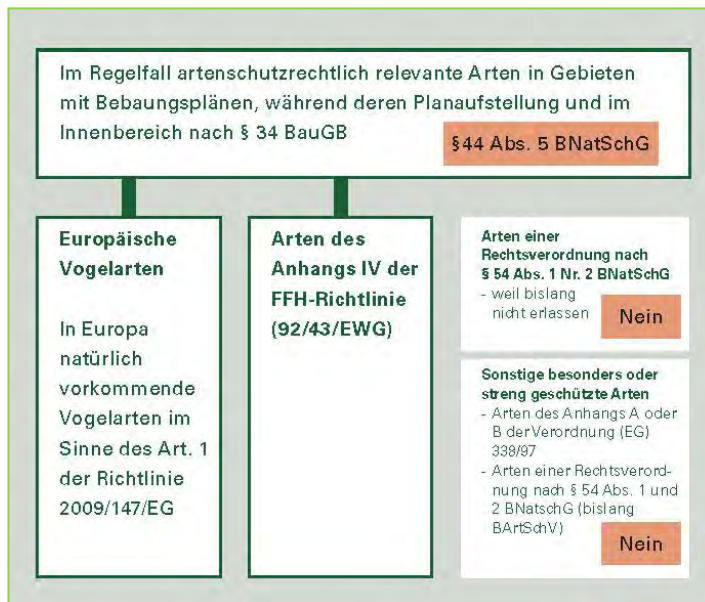 Im Regelfall artenschutzrechtlich relevante Arten in Gebieten
mit Bebaungsplänen, während deren Planaufstellung und im
Innenbereich nach § 34 BauGB
§44 Abs. 5 BNatSchG
Europäische
Vogelarten
In Europa
natürlich
vorkommende
Vogelarten im
Sinne des Art. 1
der Richtlinie
2009/147/EG
Arten des
Anhangs IV der
FFH-Richtlinie
(92/43/EWG)
Arten einer
Rechtsverordnung nach
§ 54 Abs. 1 Nr. 2 BNatSchG
- weil bislang
nicht erlassen
Nein
Sonstige besonders oder
streng geschützte Arten
- Arten des Anhangs A oder
B der Verordnung (EG)
338/97
- Arten einer Rechtsverord-
nung nach § 54 Abs. 1 und
2 BNatschG (bislang
BArtSchV)
Nein